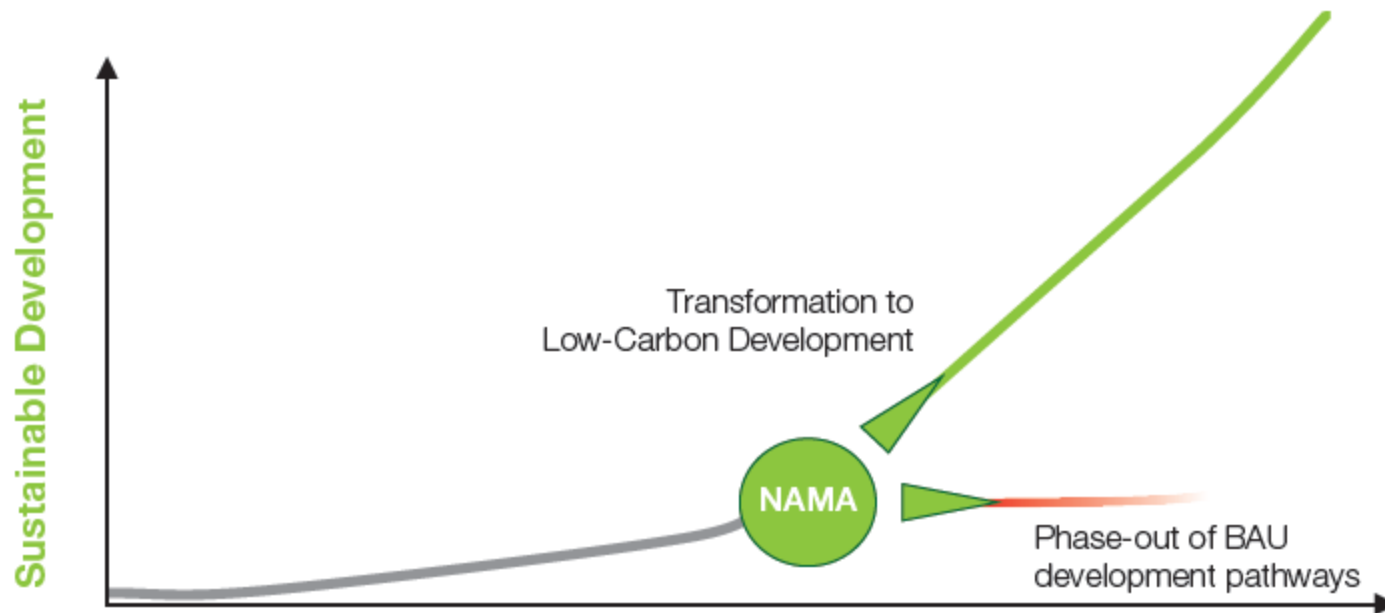 Sustainable Development
Transformation to
Low-Carbon Development
NAMA
Phase-out of BAU
development pathways